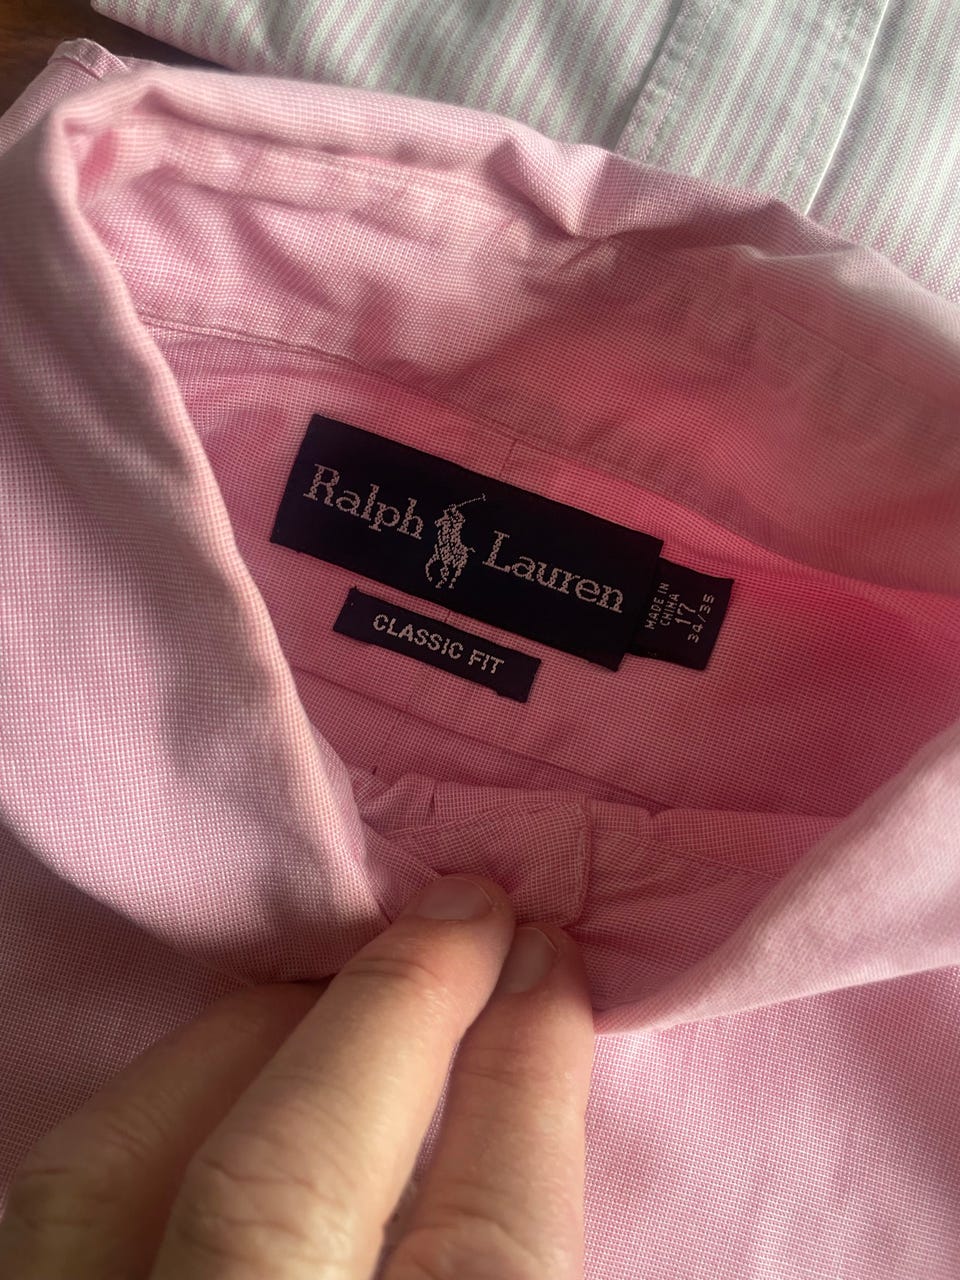 Ralph Lauren
CLASSIC FIT
MADE IN
CHINA
17
34/35